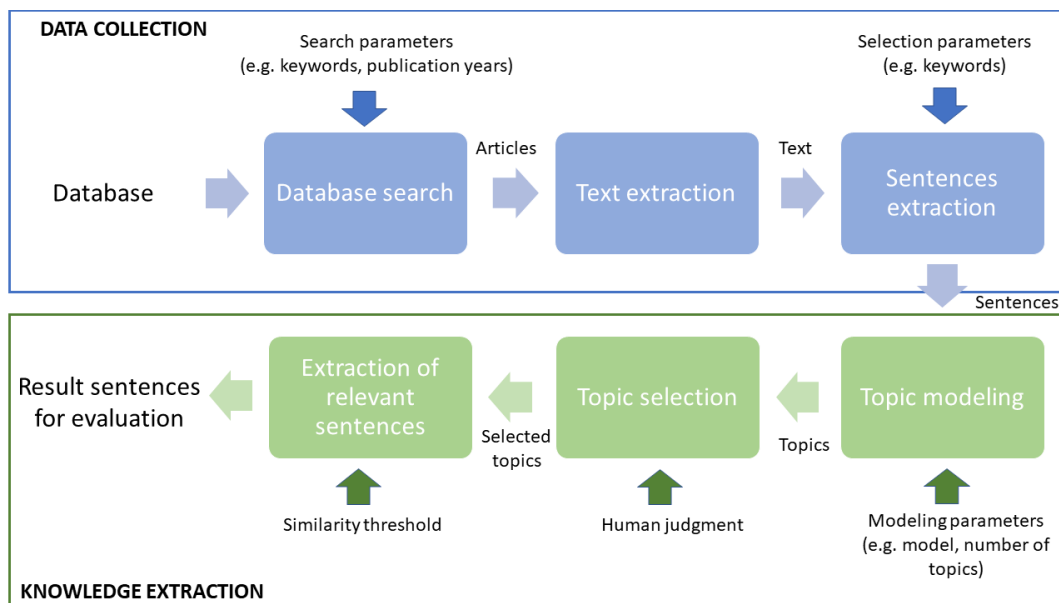 DATA COLLECTION
Search parameters
(e.g. keywords, publication years)
Selection parameters
(e.g. keywords)
Database
Database search
Articles
Text extraction
Text
Sentences
extraction
Sentences
Result sentences
for evaluation
Extraction of
relevant
sentences
Selected
topics
Topic selection
Topics
Topic modeling
Similarity threshold
Human judgment
Modeling parameters
(e.g. model, number of
topics)
KNOWLEDGE EXTRACTION